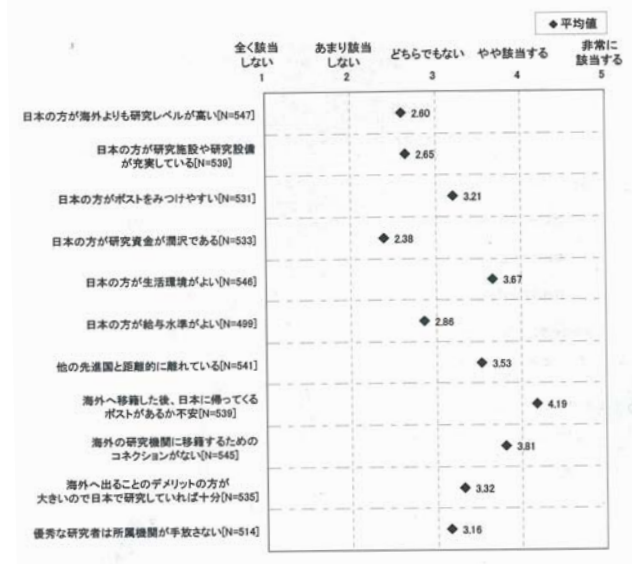 ◆平均値
全く該当
しない
1
あまり該当
しない
2
どちらでもない
3
やや該当する
4
非常に
該当する
5
日本の方が海外よりも研究レベルが高い[N=547]
2.60
日本の方が研究施設や研究設備
が充実している[N=539]
2.65
日本の方がポストをみつけやすい[N=531]
3.21
日本の方が研究資金が潤沢である[N=533]
2.38
日本の方が生活環境がよい[N=546]
3.67
日本の方が給与水準がよい[N=499]
2.86
他の先進国と距離的に離れている[N=541]
3.53
海外へ移籍した後、日本に帰ってくる
ポストがあるか不安[N=539]
4.19
海外の研究機関に移籍するための
コネクションがない[N=545]
3.81
海外へ出ることのデメリットの方が
大きいので日本で研究していれば十分[N=535]
3.32
優秀な研究者は所属機関が手放さない[N=514]
3.16